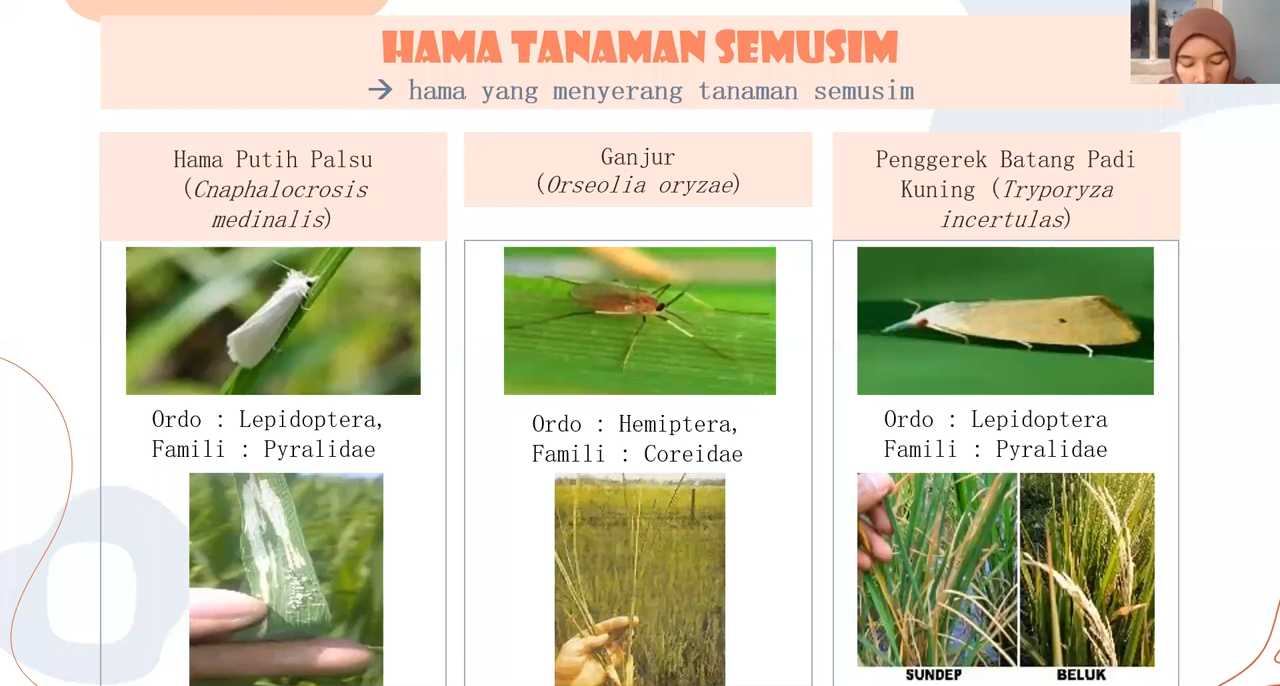 HAMA TANAMAN SEMUSIM
→ hama yang menyerang tanaman semusim
Hama Putih Palsu
(Cnaphalocrosis
medinalis)
Ordo : Lepidoptera,
Famili : Pyralidae
Ganjur
(Orseolia oryzae)
Ordo : Hemiptera,
Famili : Coreidae
Penggerek Batang Padi
Kuning (Tryporyza
incertulas)
Ordo : Lepidoptera
Famili : Pyralidae
SUNDEP
BELUK